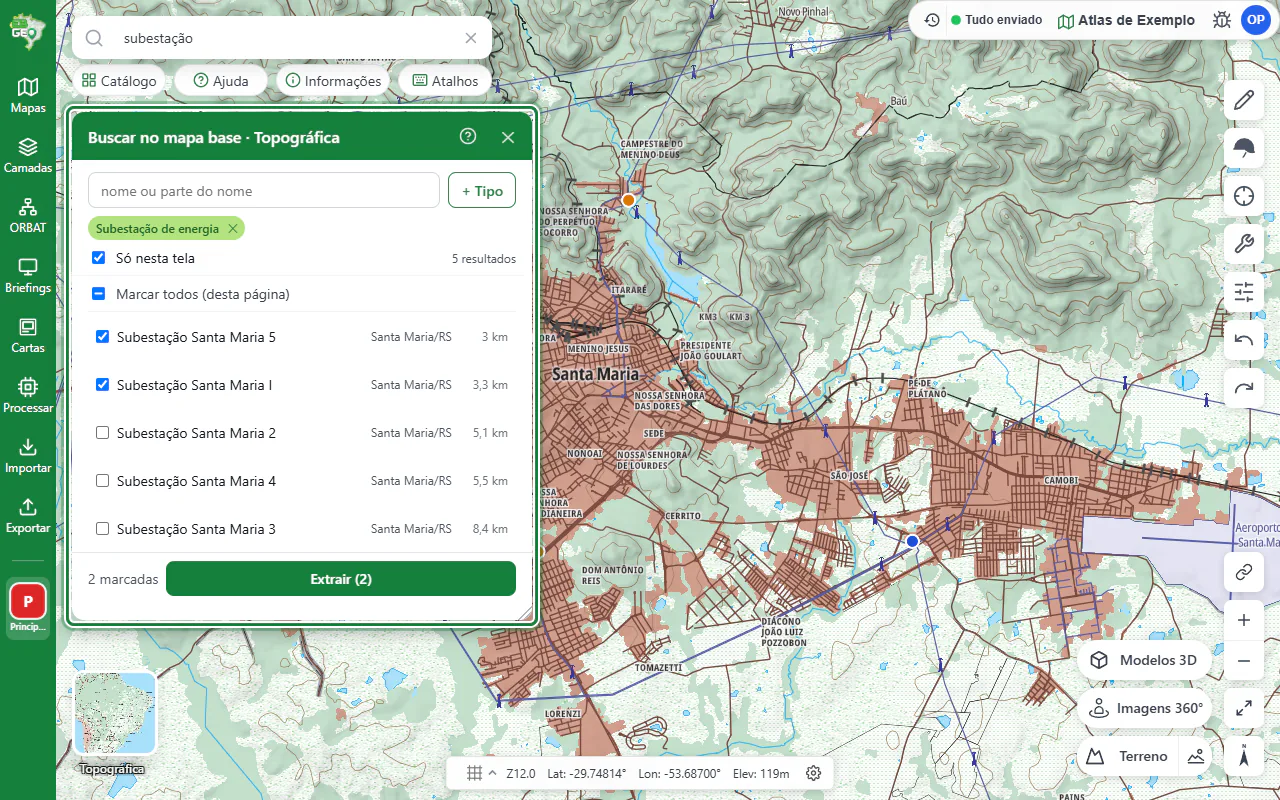 EB
GEO
Mapas
Camadas
ORBAT
Briefings
Cartas
Processar
Importar
Exportar
P
Princip...
subestação
Catálogo
Ajuda
Informações
Atalhos
Buscar no mapa base · Topográfica
nome ou parte do nome
+ Tipo
Subestação de energia
Só nesta tela
5 resultados
Marcar todos (desta página)
Subestação Santa Maria 5 Santa Maria/RS 3 km
Subestação Santa Maria I Santa Maria/RS 3,3 km
Subestação Santa Maria 2 Santa Maria/RS 5,1 km
Subestação Santa Maria 4 Santa Maria/RS 5,5 km
Subestação Santa Maria 3 Santa Maria/RS 8,4 km
2 marcadas
Extrair (2)
Topográfica
Novo Pinhal
Tudo enviado
Atlas de Exemplo
OP
Baú
CAMPESTRE DO
MENINO DEUS
NOSSA SENHORA
DO PERPÉTUO
SOCORRO
ITARARÉ
KM3 KM 3
MENINO JESUS
PRESIDENTE
JOÃO GOULART
Santa Maria
NOSSA SENHORA
DAS DORES
PÉ DE
PLÁTANO
SEDE
NONOAI
NOSSA SENHORA
DE LOURDES
SÃO JOSÉ
CAMOBI
CERRITO
Aeroporto
Santa Ma
DOM ANTÔNIO
REIS
DIÁCONO
JOÃO LUIZ
POZZOBON
TOMAZETTI
LORENZI
PAINS
Modelos 3D
Imagens 360°
Terreno
N
Z12.0 Lat: -29.74814° Lon: -53.68700° Elev: 119m